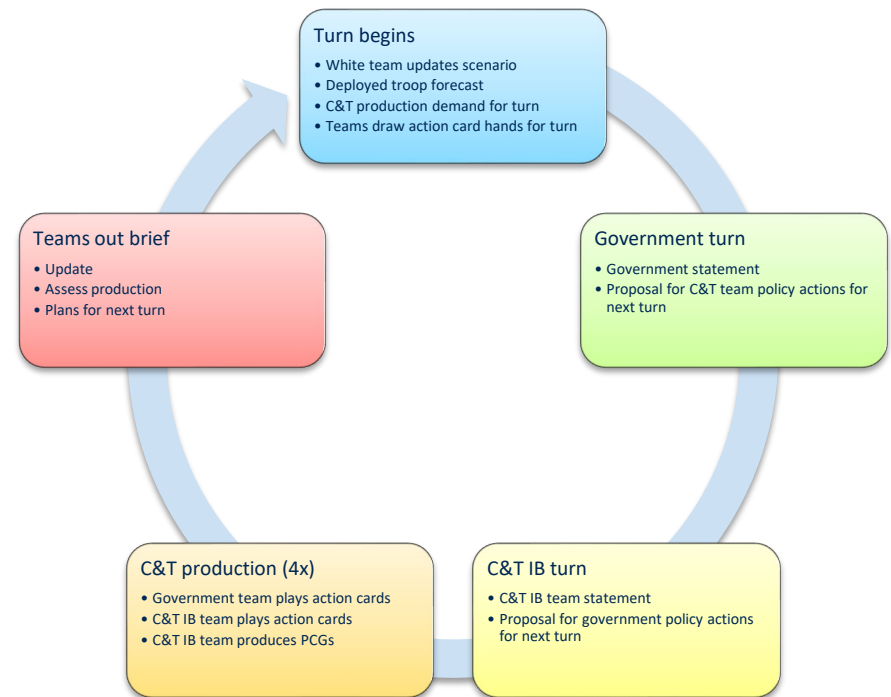 Turn begins
• White team updates scenario
• Deployed troop forecast
• C&T production demand for turn
• Teams draw action card hands for turn
Government turn
• Government statement
• Proposal for C&T team policy actions for
next turn
C&T IB turn
• C&T IB team statement
• Proposal for government policy actions
for next turn
C&T production (4x)
• Government team plays action cards
• C&T IB team plays action cards
• C&T IB team produces PCGs
Teams out brief
• Update
• Assess production
• Plans for next turn